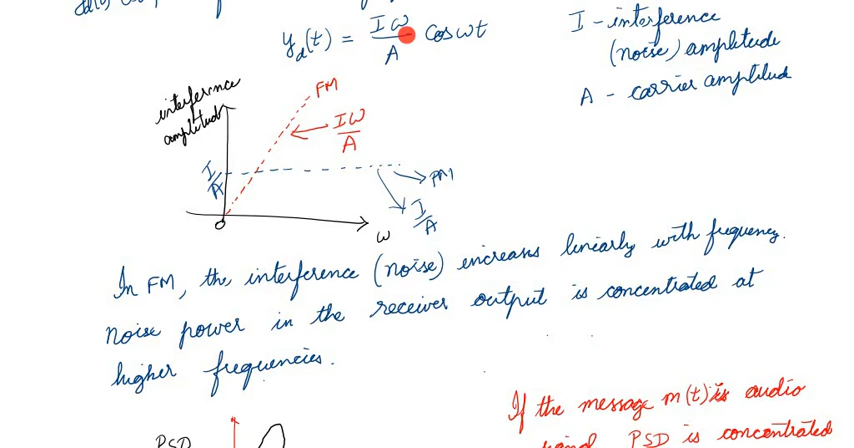 y_d(t) = Iω/A cos ωt
I - interference
(noise) amplitude
A - carrier amplitud
interference
amplitud
FM
Iω/A
I/A
PM
I/A
0
ω
In FM, the interference (noise) increases linearly with frequency.
Noise power in the receiver output is concentrated at
higher frequencies.
If the message m(t) is audio
PSD is concentrated
PSD